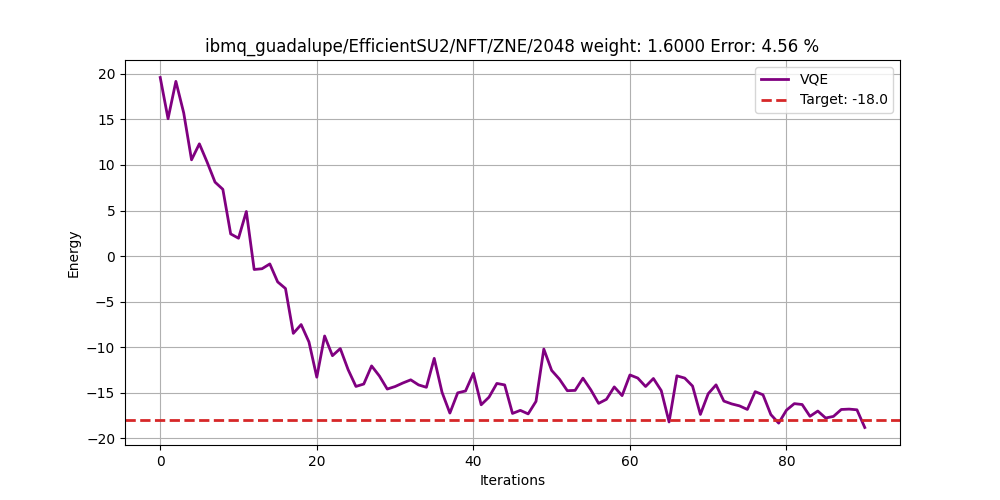 ibmq_guadalupe/EfficientSU2/NFT/ZNE/2048 weight: 1.6000 Error: 4.56 %
VQE
Target: -18.0
20
15
10
5
0
−5
−10
−15
−20
Energy
0 20 40 60 80
Iterations